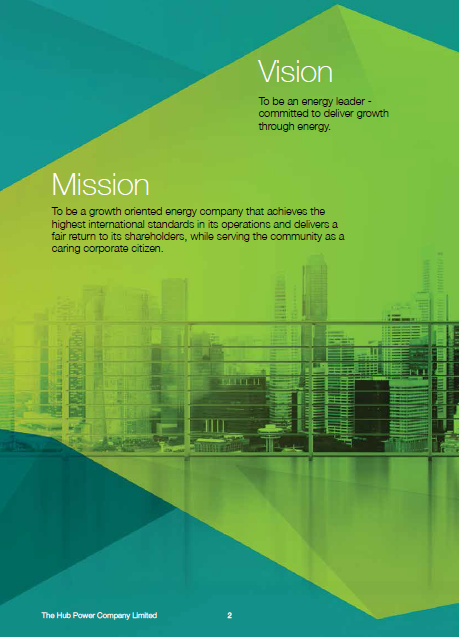 Vision
To be an energy leader -
committed to deliver growth
through energy.
Mission
To be a growth oriented energy company that achieves the
highest international standards in its operations and delivers a
fair return to its shareholders, while serving the community as a
caring corporate citizen.
The Hub Power Company Limited 2